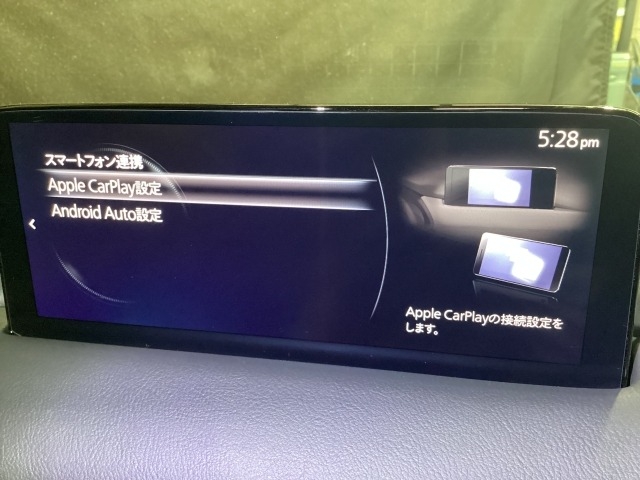 5:28pm
スマートフォン連携
Apple CarPlay設定
Android Auto設定
Apple CarPlayの接続設定を
します。